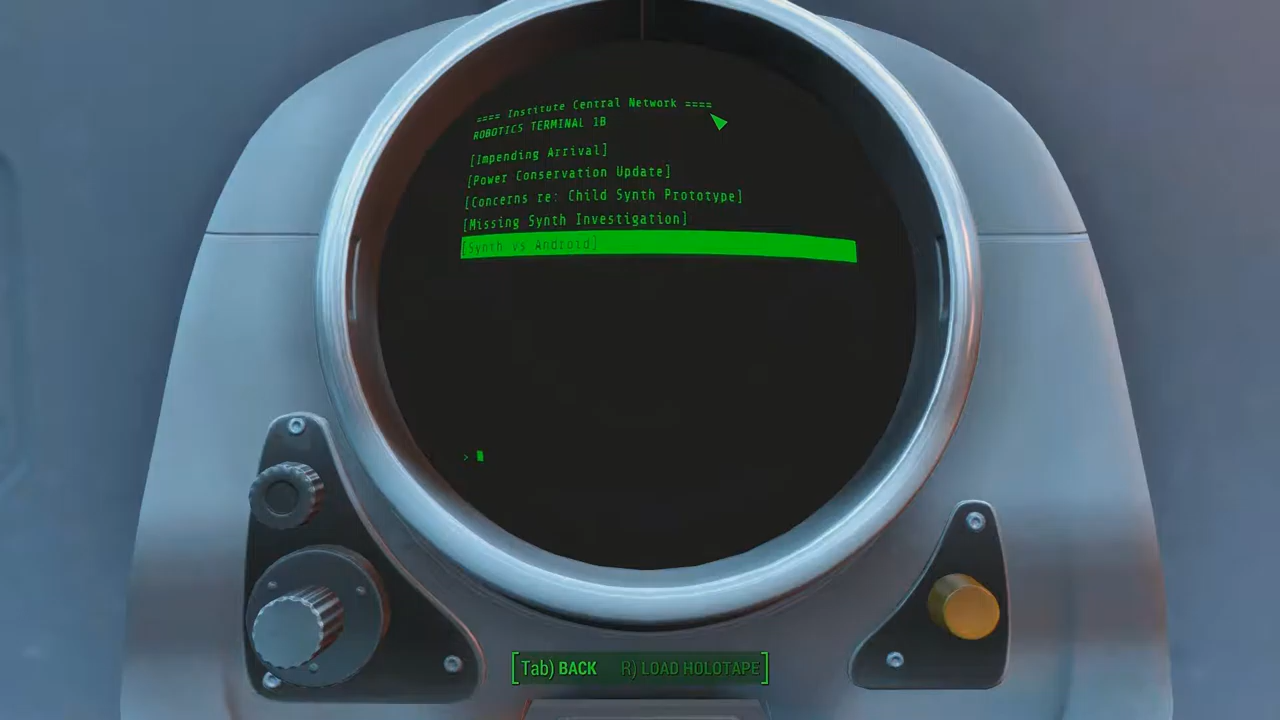 ==== Institute Central Network ====
ROBOTICS TERMINAL 1B
[Impending Arrival]
[Power Conservation Update]
[Concerns re: Child Synth Prototype]
[Missing Synth Investigation]
[Synth vs Android]
>
[Tab) BACK R) LOAD HOLOTAPE]